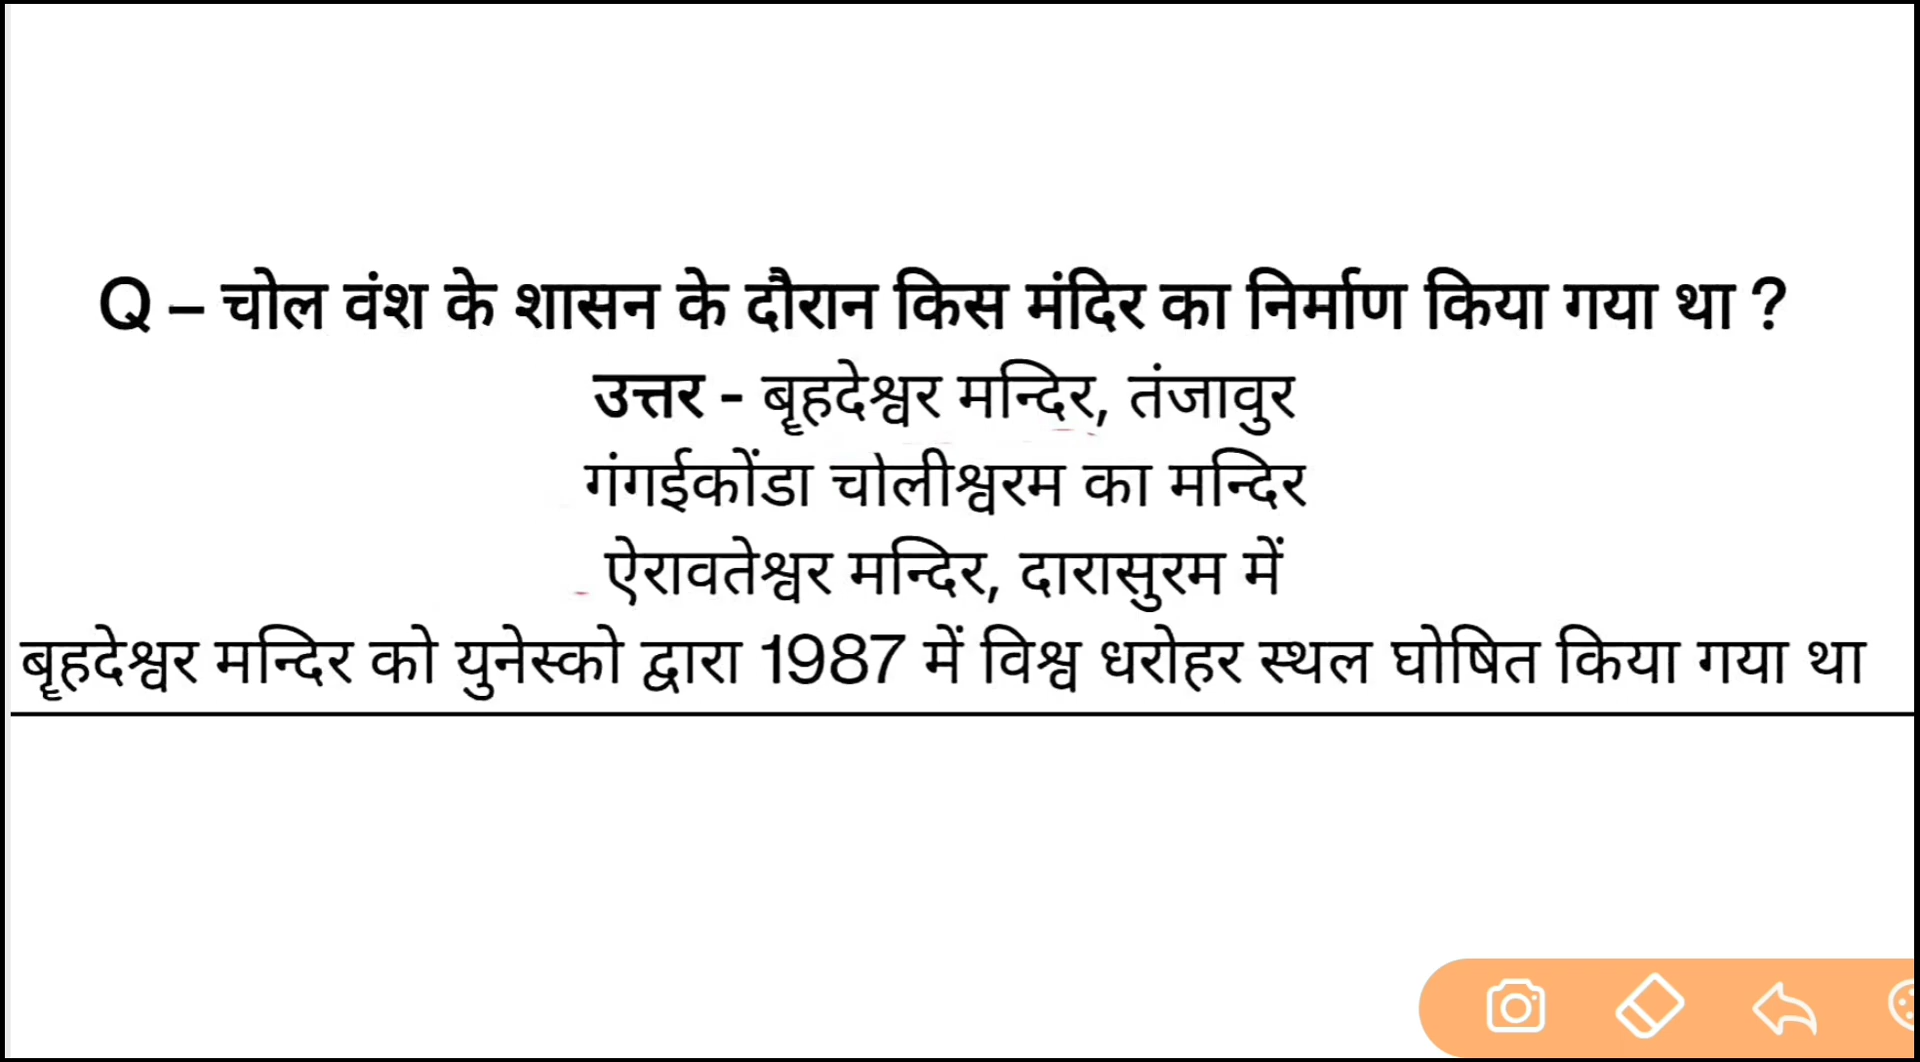 Q – चोल वंश के शासन के दौरान किस मंदिर का निर्माण किया गया था ?
उत्तर - बृहदेश्वर मन्दिर, तंजावुर
गंगईकोंडा चोलीश्वरम का मन्दिर
ऐरावतेश्वर मन्दिर, दारासुरम में
बृहदेश्वर मन्दिर को युनेस्को द्वारा 1987 में विश्व धरोहर स्थल घोषित किया गया था